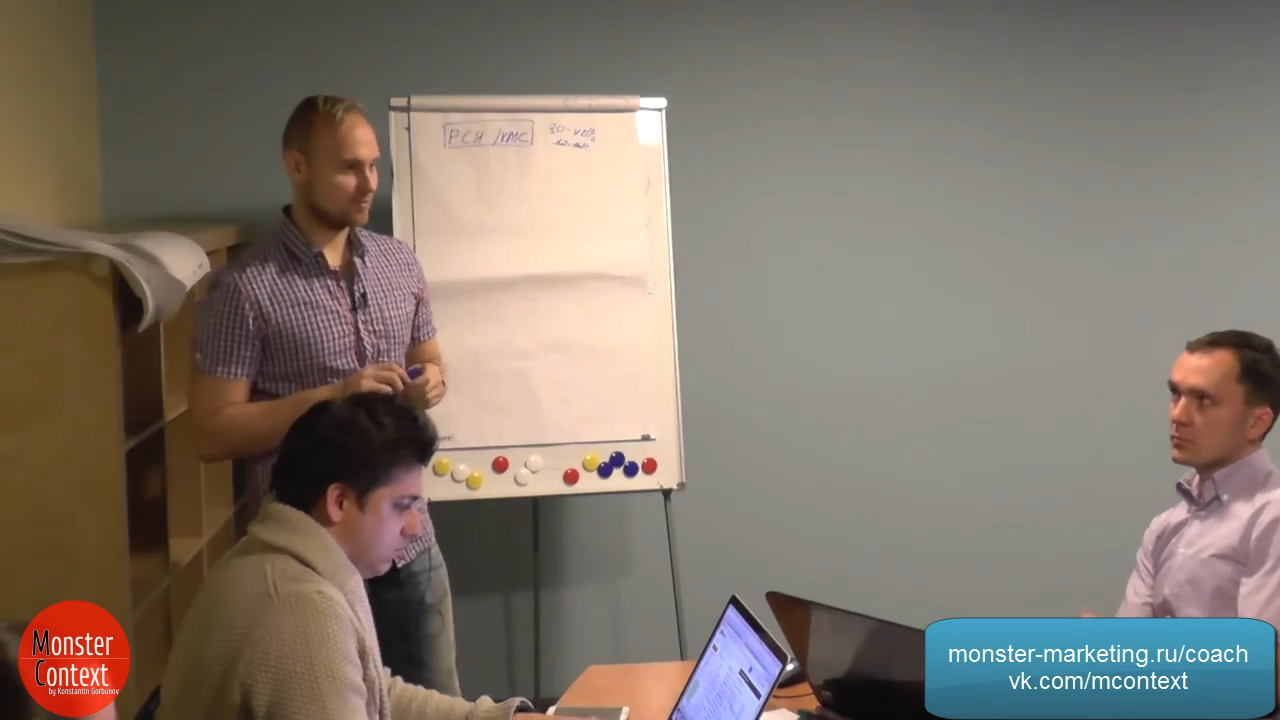 РСЯ /КМС
Monster
Context
by Konstantin Gorbunov
monster-marketing.ru/coach
vk.com/mcontext